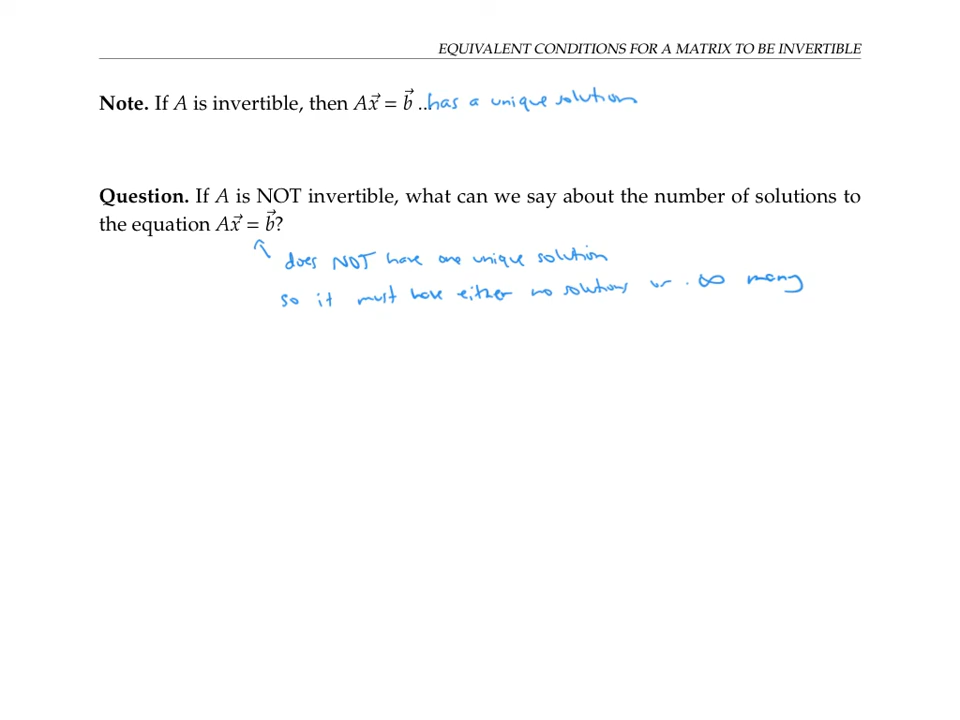 EQUIVALENT CONDITIONS FOR A MATRIX TO BE INVERTIBLE
Note. If A is invertible, then Ax⃗ = b⃗ ..has a unique solution
Question. If A is NOT invertible, what can we say about the number of solutions to
the equation Ax⃗ = b⃗?
does NOT have one unique solution
so it must have either no solutions or ∞ many